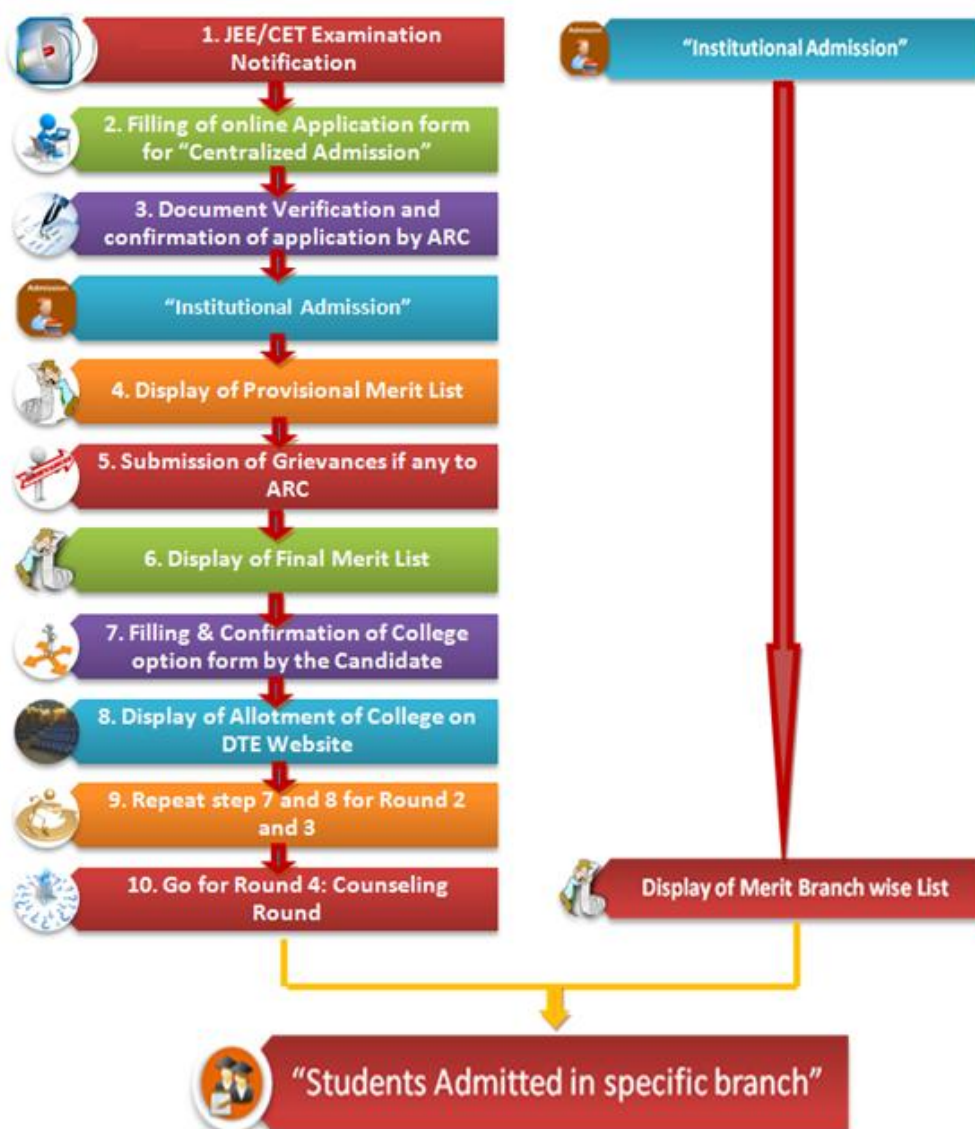 1. JEE/CET Examination
Notification
2. Filling of online Application form
for “Centralized Admission”
3. Document Verification and
confirmation of application by ARC
Admission
“Institutional Admission”
4. Display of Provisional Merit List
5. Submission of Grievances if any to
ARC
6. Display of Final Merit List
7. Filling & Confirmation of College
option form by the Candidate
8. Display of Allotment of College on
DTE Website
9. Repeat step 7 and 8 for Round 2
and 3
10. Go for Round 4: Counseling
Round
Admission
“Institutional Admission”
Display of Merit Branch wise List
“Students Admitted in specific branch”